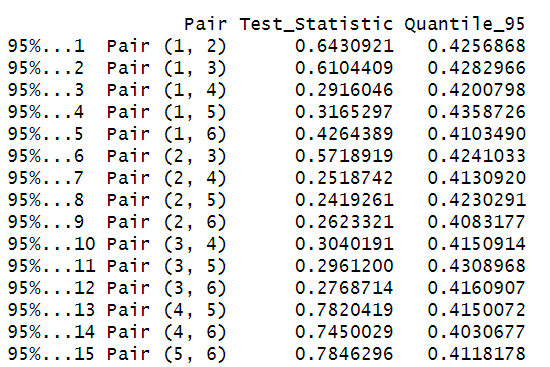 Pair Test_Statistic Quantile_95
95%...1 Pair (1, 2) 0.6430921 0.4256868
95%...2 Pair (1, 3) 0.6104409 0.4282966
95%...3 Pair (1, 4) 0.2916046 0.4200798
95%...4 Pair (1, 5) 0.3165297 0.4358726
95%...5 Pair (1, 6) 0.4264389 0.4103490
95%...6 Pair (2, 3) 0.5718919 0.4241033
95%...7 Pair (2, 4) 0.2518742 0.4130920
95%...8 Pair (2, 5) 0.2419261 0.4230291
95%...9 Pair (2, 6) 0.2623321 0.4083177
95%...10 Pair (3, 4) 0.3040191 0.4150914
95%...11 Pair (3, 5) 0.2961200 0.4308968
95%...12 Pair (3, 6) 0.2768714 0.4160907
95%...13 Pair (4, 5) 0.7820419 0.4150072
95%...14 Pair (4, 6) 0.7450029 0.4030677
95%...15 Pair (5, 6) 0.7846296 0.4118178